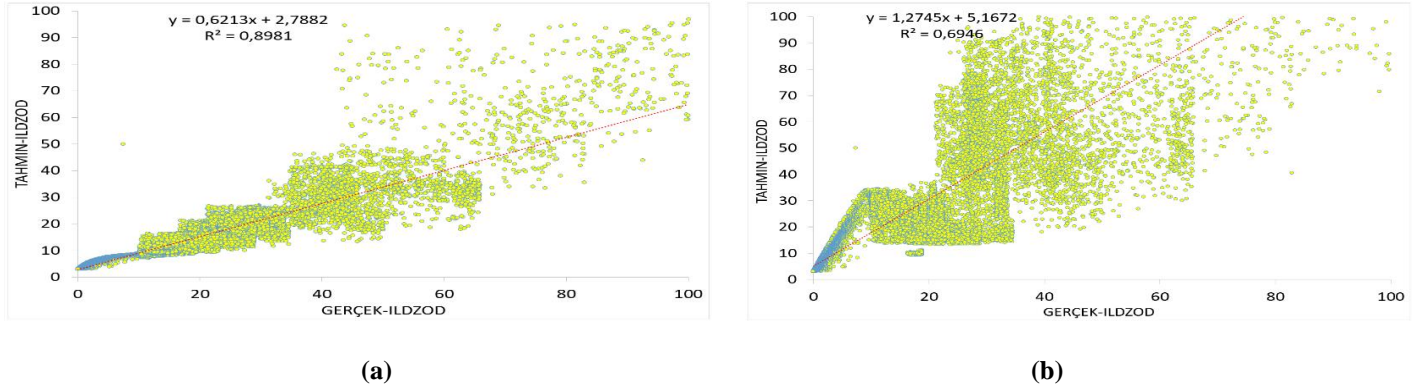 y = 0,6213x + 2,7882
R² = 0,8981
100
90
80
70
60
50
40
30
20
10
0
TAHMIN-ILDZOD
0 20 40 60 80 100
GERÇEK-ILDZOD
(a)
y = 1,2745x + 5,1672
R² = 0,6946
100
90
80
70
60
50
40
30
20
10
0
TAHMIN-ILDZOD
0 20 40 60 80 100
GERÇEK-ILDZOD
(b)